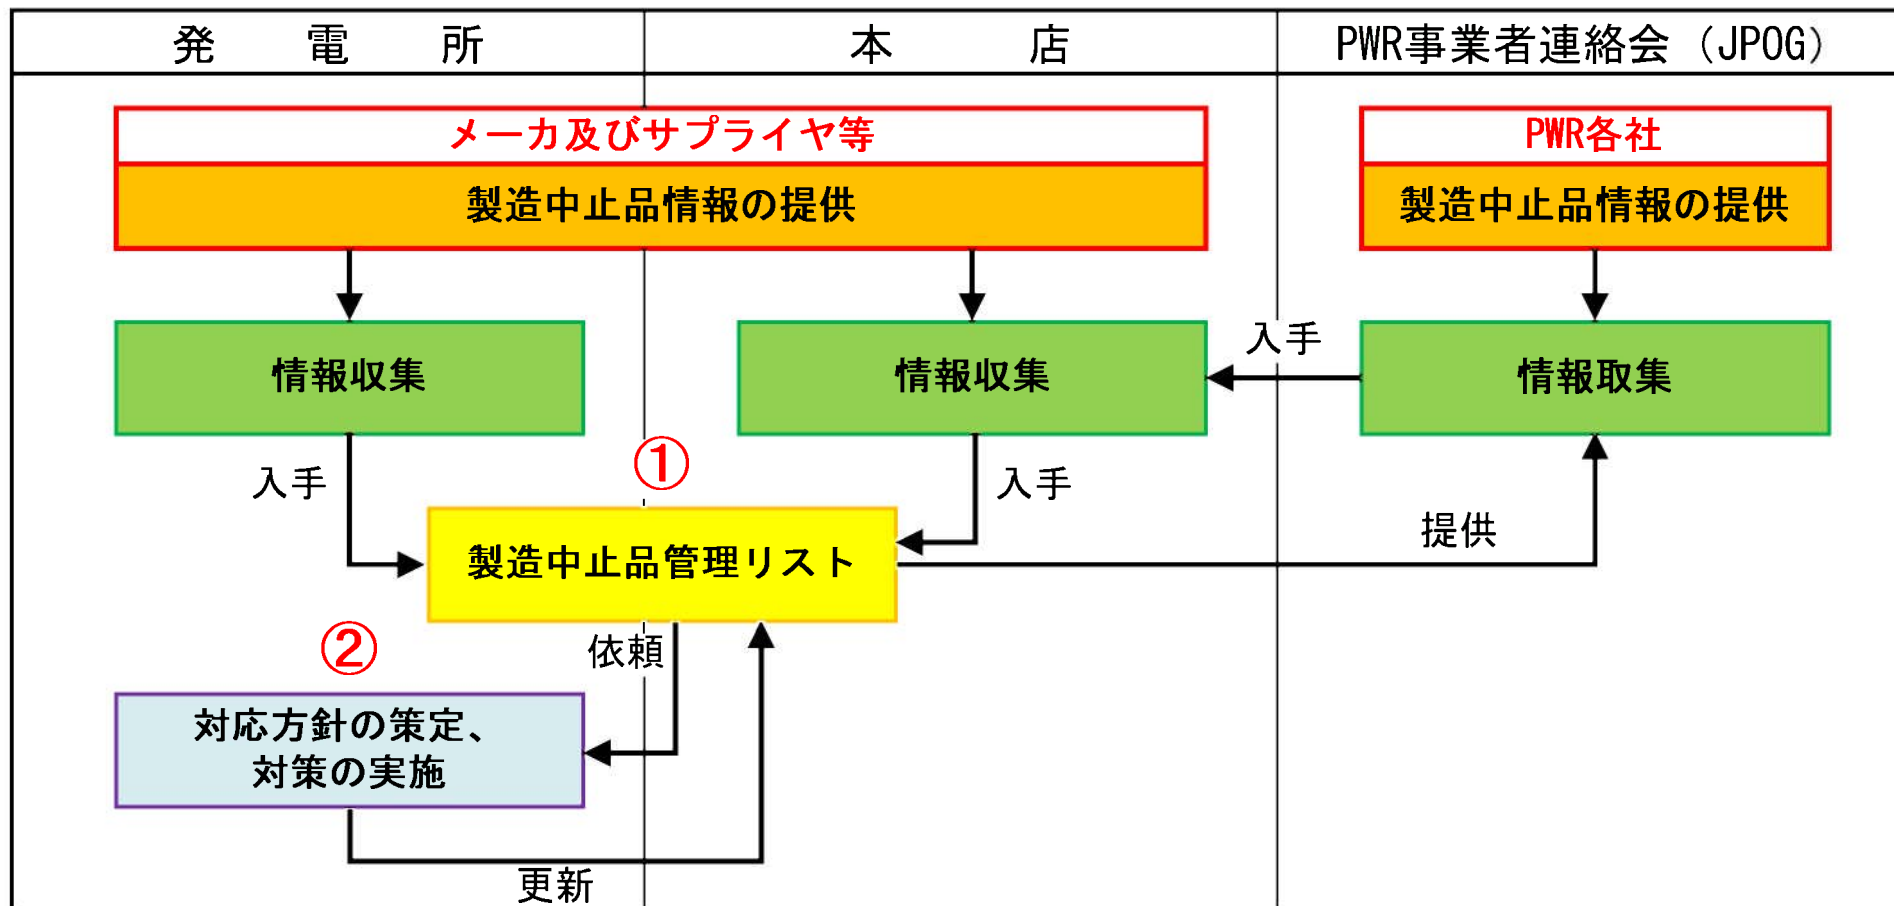 発電所
本店
PWR事業者連絡会（JPOG）
メーカ及びサプライヤ等
製造中止品情報の提供
PWR各社
製造中止品情報の提供
情報収集
情報収集
入手
情報取集
入手
①
入手
製造中止品管理リスト
提供
②
依頼
対応方針の策定、
対策の実施
更新